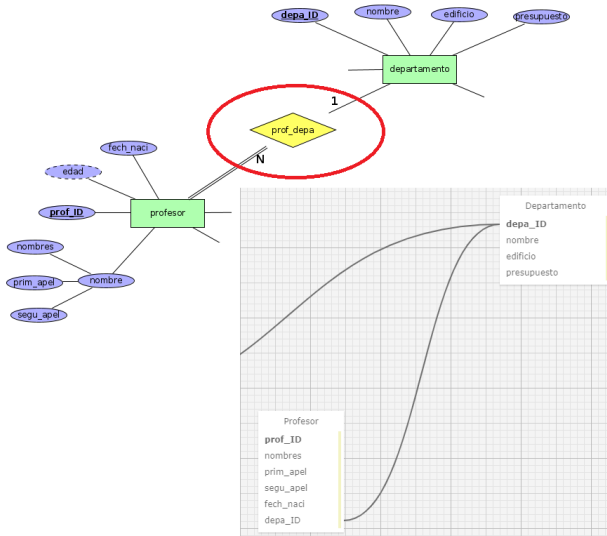 depa_ID
nombre
edificio
presupuesto
departamento
1
prof_depa
N
fech_naci
edad
prof_ID
profesor
nombres
prim_apel
nombre
segu_apel
Departamento
depa_ID
nombre
edificio
presupuesto
Profesor
prof_ID
nombres
prim_apel
segu_apel
fech_naci
depa_ID